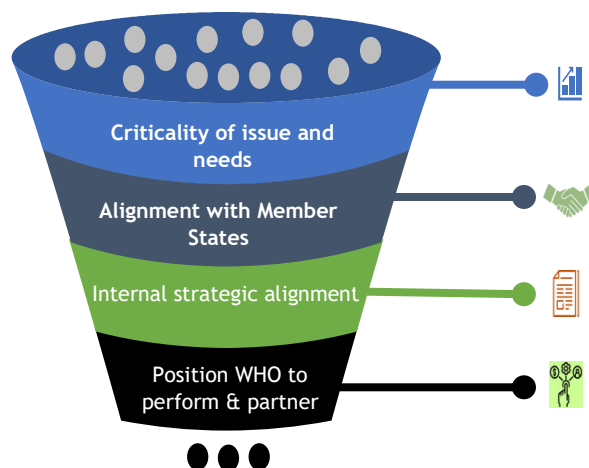 Criticality of issue and
needs
Alignment with Member
States
Internal strategic alignment
Position WHO to
perform & partner